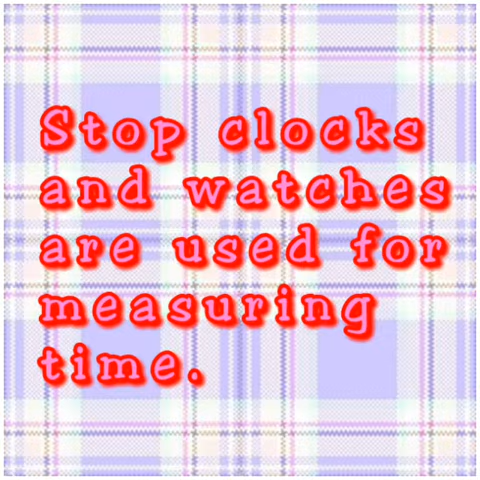 Stop clocks
and watches
are used for
measuring
time.